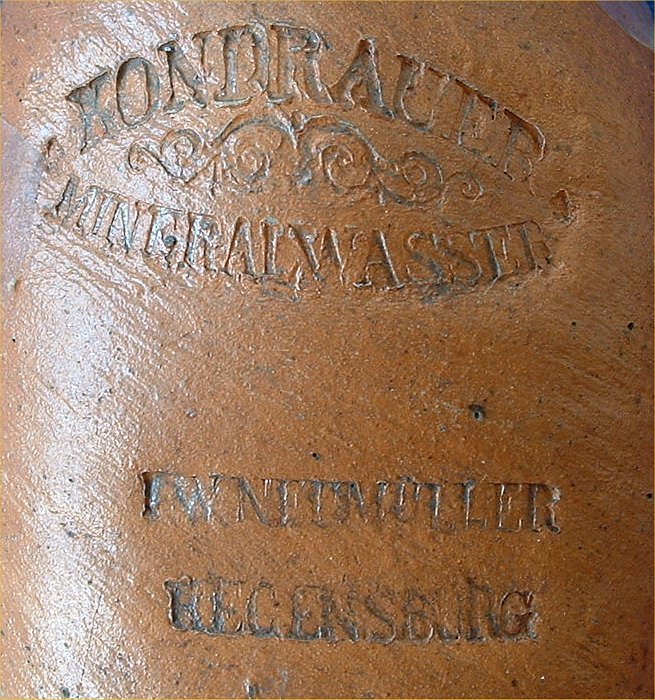 KONDRAUER
MINERALWASSER
I.W. NEUMÜLLER
REGENSBURG